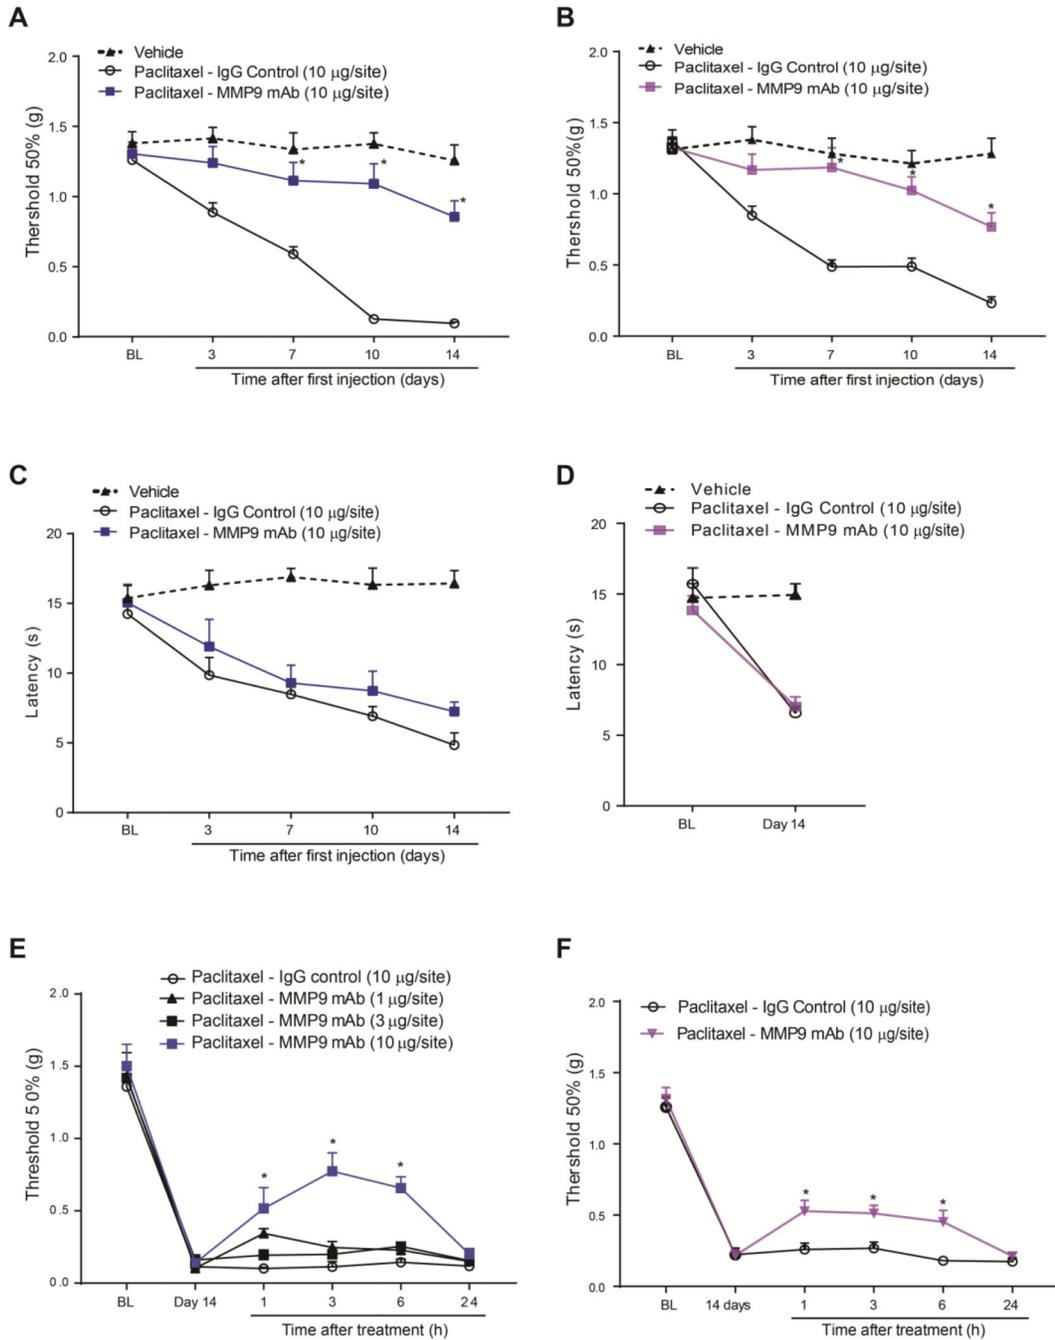 A
Vehicle
Paclitaxel - IgG Control (10 μg/site)
Paclitaxel - MMP9 mAb (10 μg/site)
Thershold 50% (g)
2.0
1.5
1.0
0.5
0.0
*
*
*
BL
3
7
10
14
Time after first injection (days)
B
Vehicle
Paclitaxel - IgG Control (10 μg/site)
Paclitaxel - MMP9 mAb (10 μg/site)
Thershold 50%(g)
2.0
1.5
1.0
0.5
0.0
*
*
*
BL
3
7
10
14
Time after first injection (days)
C
Vehicle
Paclitaxel - IgG Control (10 μg/site)
Paclitaxel - MMP9 mAb (10 μg/site)
Latency (s)
20
15
10
5
0
BL
3
7
10
14
Time after first injection (days)
D
Vehicle
Paclitaxel - IgG Control (10 μg/site)
Paclitaxel - MMP9 mAb (10 μg/site)
Latency (s)
20
15
10
5
0
BL
Day 14
E
Paclitaxel - IgG control (10 μg/site)
Paclitaxel - MMP9 mAb (1 μg/site)
Paclitaxel - MMP9 mAb (3 μg/site)
Paclitaxel - MMP9 mAb (10 μg/site)
Threshold 50% (g)
2.0
1.5
1.0
0.5
0.0
*
*
*
BL
Day 14
1
3
6
24
Time after treatment (h)
F
Paclitaxel - IgG Control (10 μg/site)
Paclitaxel - MMP9 mAb (10 μg/site)
Thershold 50% (g)
2.0
1.5
1.0
0.5
0.0
*
*
*
BL
14 days
1
3
6
24
Time after treatment (h)